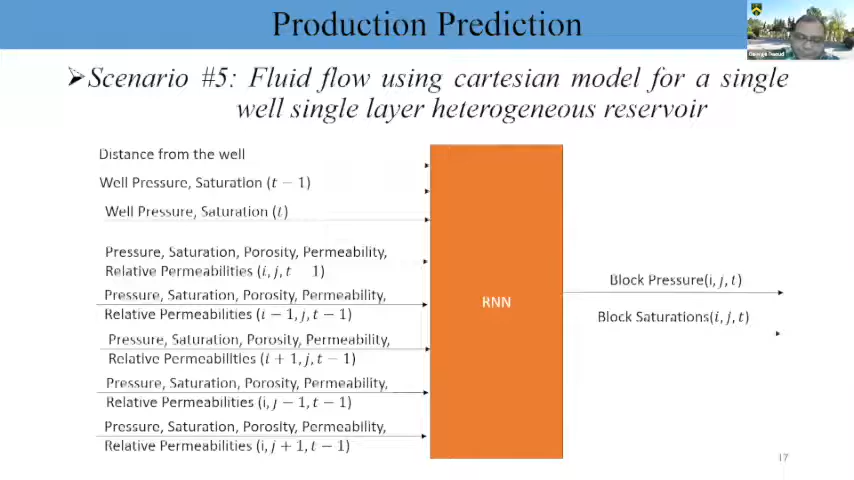 Production Prediction
➢Scenario #5: Fluid flow using cartesian model for a single
well single layer heterogeneous reservoir
Distance from the well
Well Pressure, Saturation (t − 1)
Well Pressure, Saturation (t)
Pressure, Saturation, Porosity, Permeability,
Relative Permeabilities (i, j, t 1)
Pressure, Saturation, Porosity, Permeability,
Relative Permeabilities (i − 1, j, t − 1)
Pressure, Saturation, Porosity, Permeability,
Relative Permeabilities (i + 1, j, t − 1)
Pressure, Saturation, Porosity, Permeability,
Relative Permeabilities (i, j − 1, t − 1)
Pressure, Saturation, Porosity, Permeability,
Relative Permeabilities (i, j + 1, t − 1)
RNN
Block Pressure(i, j, t)
Block Saturations(i, j, t)
17